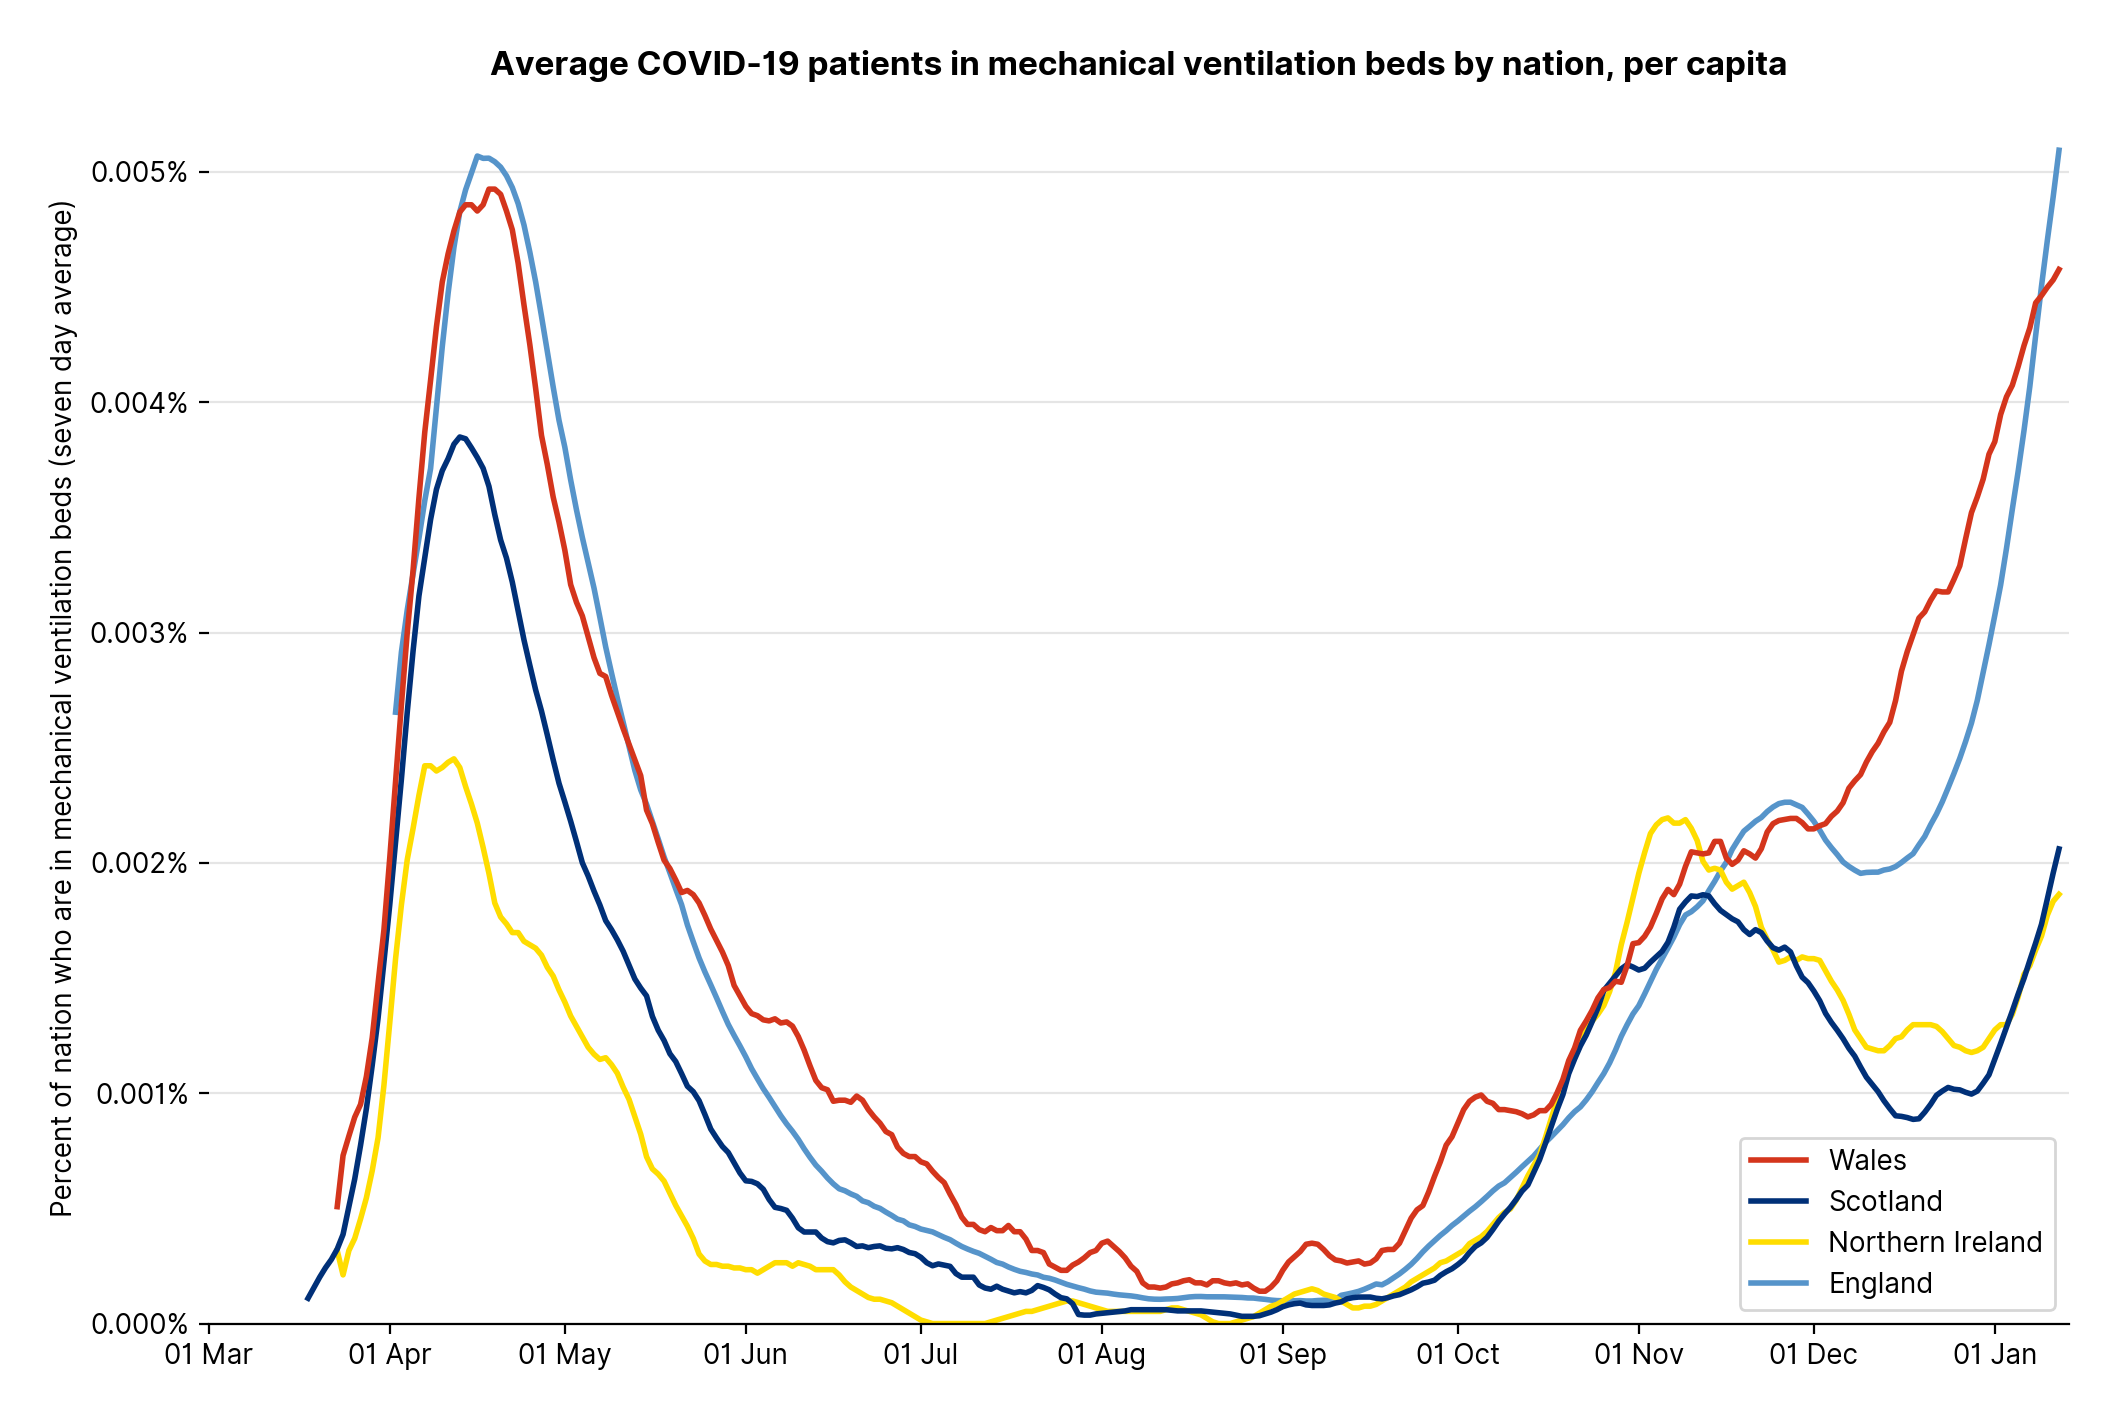 Average COVID-19 patients in mechanical ventilation beds by nation, per capita
Percent of nation who are in mechanical ventilation beds (seven day average)
0.005%
0.004%
0.003%
0.002%
0.001%
0.000%
01 Mar
01 Apr
01 May
01 Jun
01 Jul
01 Aug
01 Sep
01 Oct
01 Nov
01 Dec
01 Jan
Wales
Scotland
Northern Ireland
England